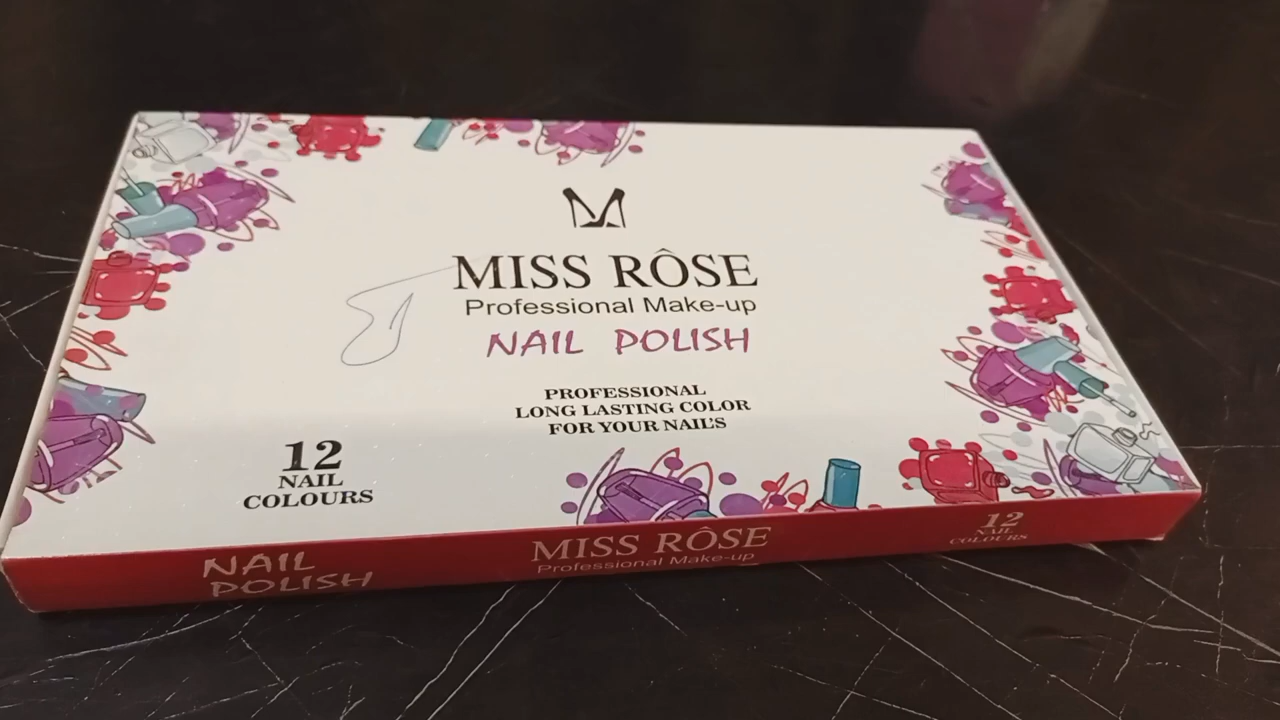 MISS RÔSE
Professional Make-up
NAIL POLISH
PROFESSIONAL
LONG LASTING COLOR
FOR YOUR NAIL'S
12
NAIL
COLOURS
NAIL
POLISH
MISS RÔSE
Professional Make-up
12
NAIL
COLOURS